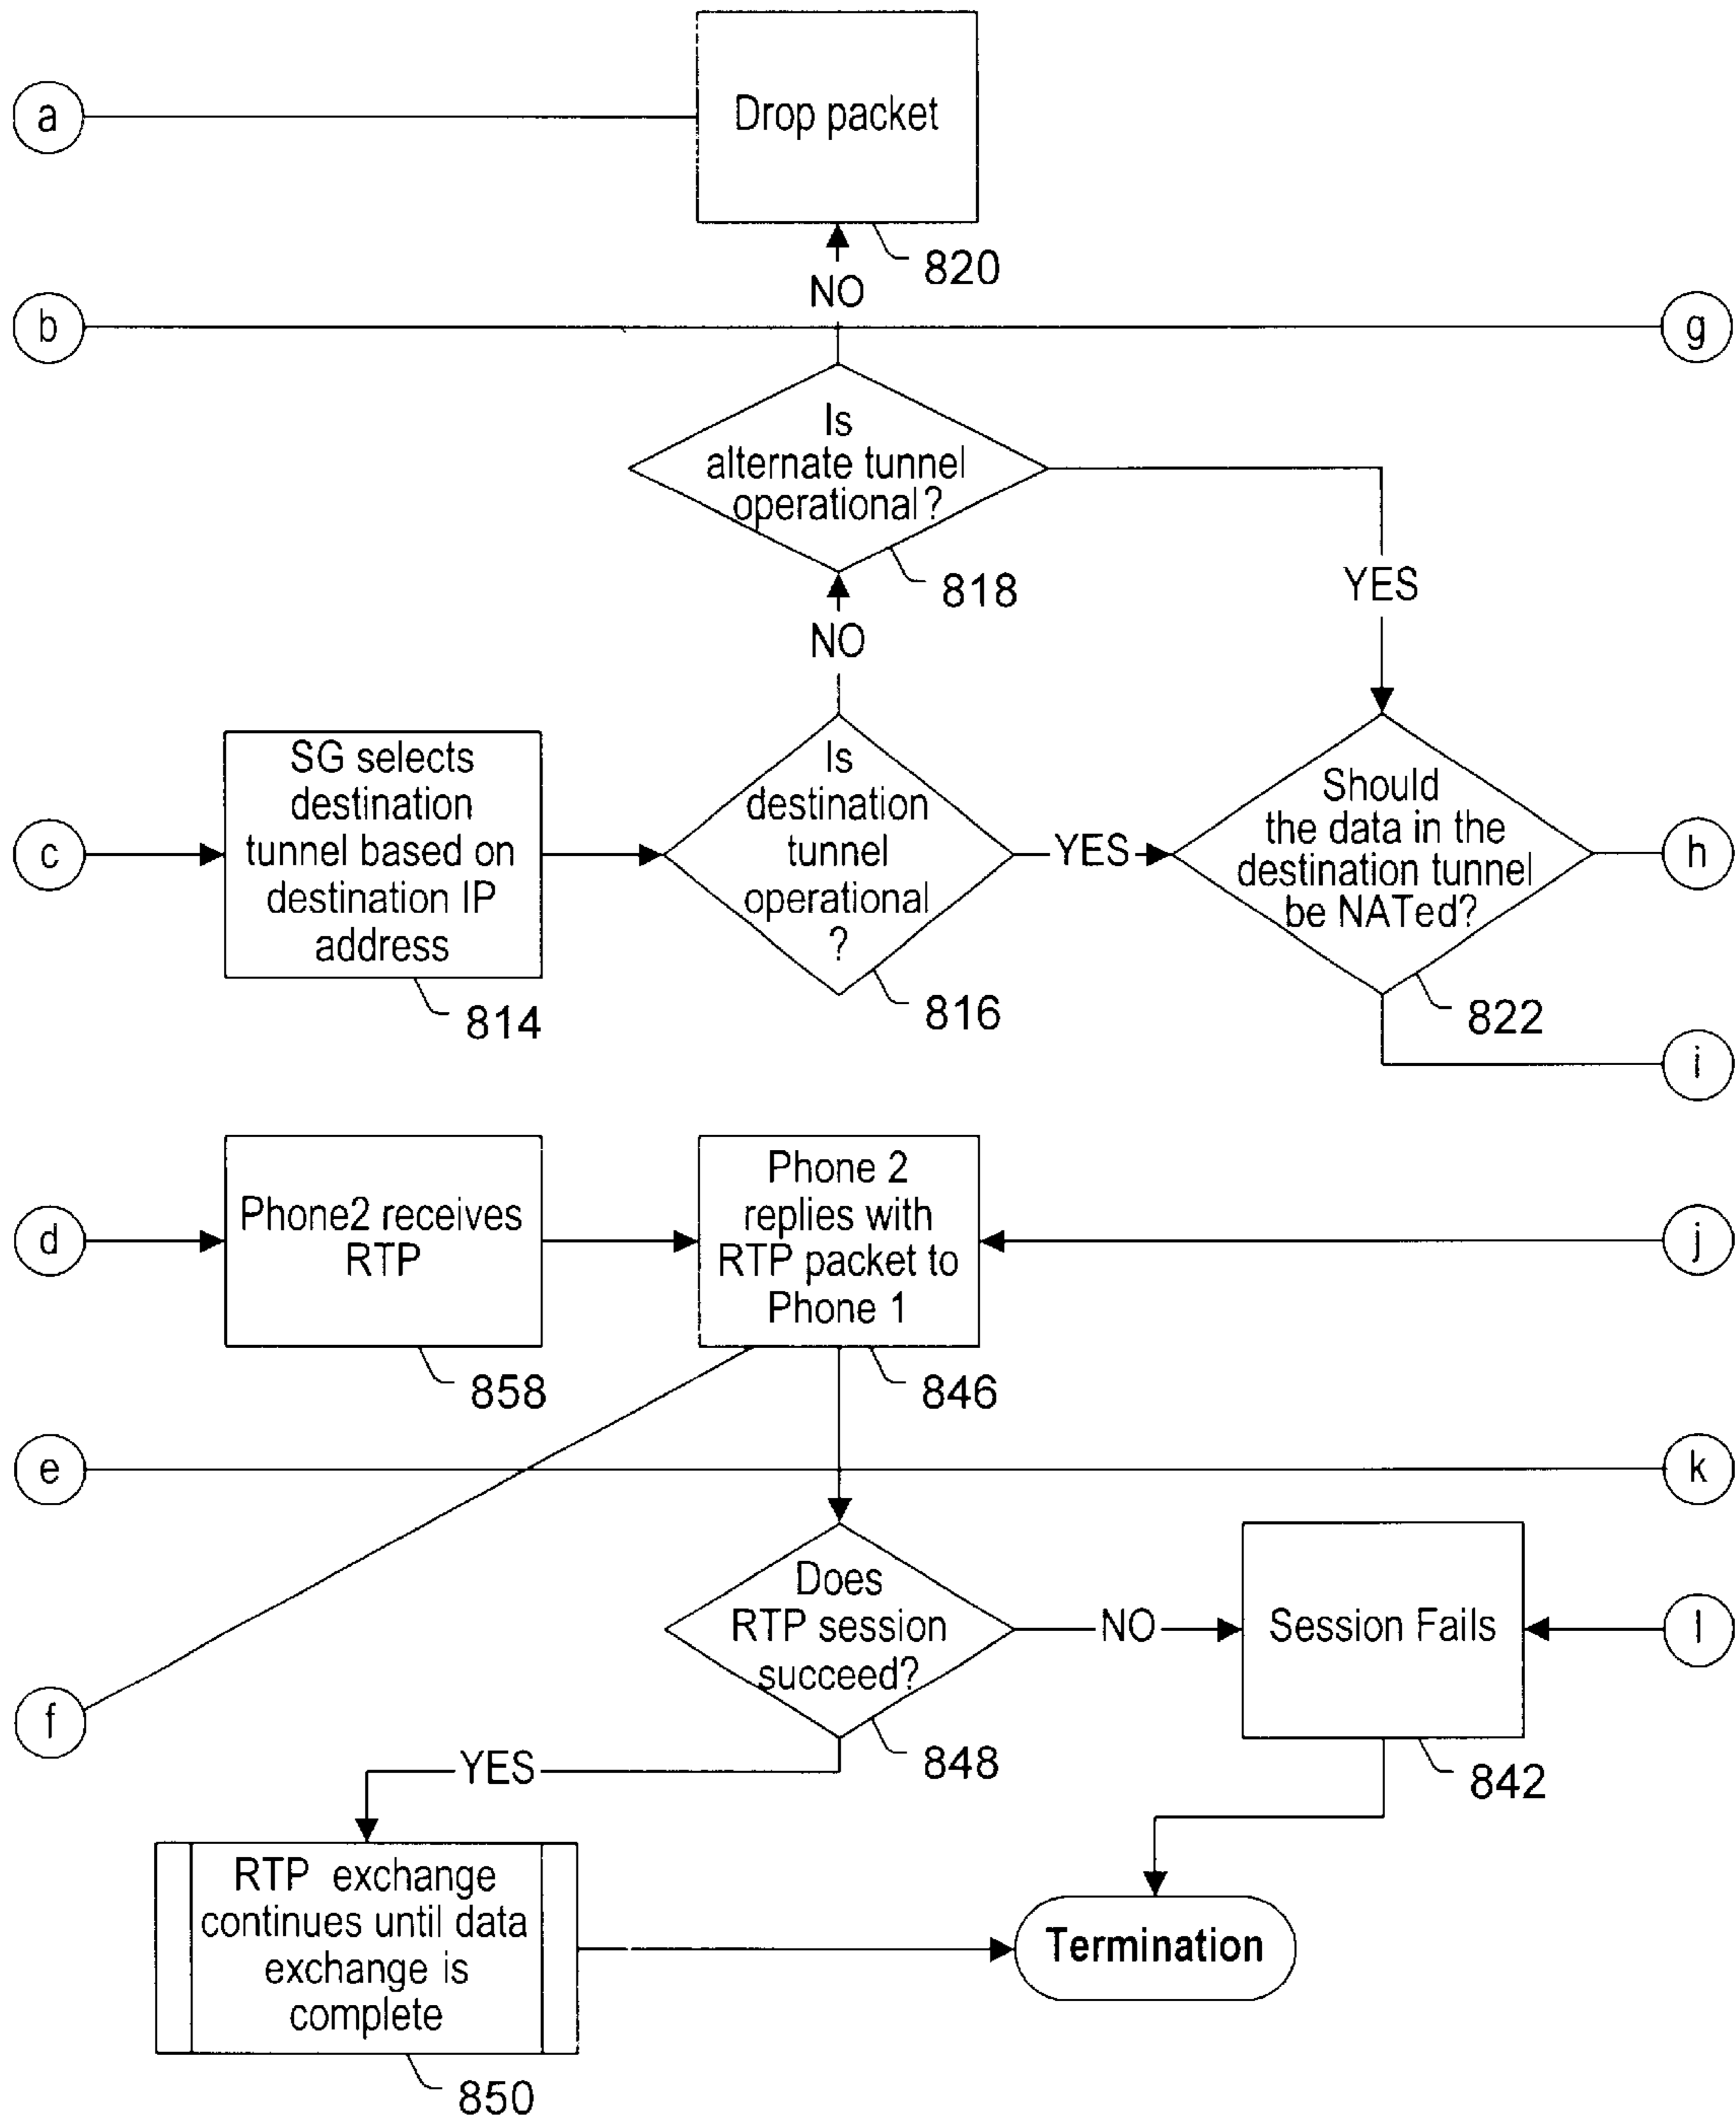 a
Drop packet
820
NO
b
g
Is
alternate tunnel
operational?
818
YES
NO
c
SG selects
destination
tunnel based on
destination IP
address
814
Is
destination
tunnel
operational
?
816
YES
Should
the data in the
destination tunnel
be NATed?
822
h
i
d
Phone2 receives
RTP
858
Phone 2
replies with
RTP packet to
Phone 1
846
j
e
k
Does
RTP session
succeed?
848
NO
Session Fails
842
l
f
YES
RTP exchange
continues until data
exchange is
complete
850
Termination